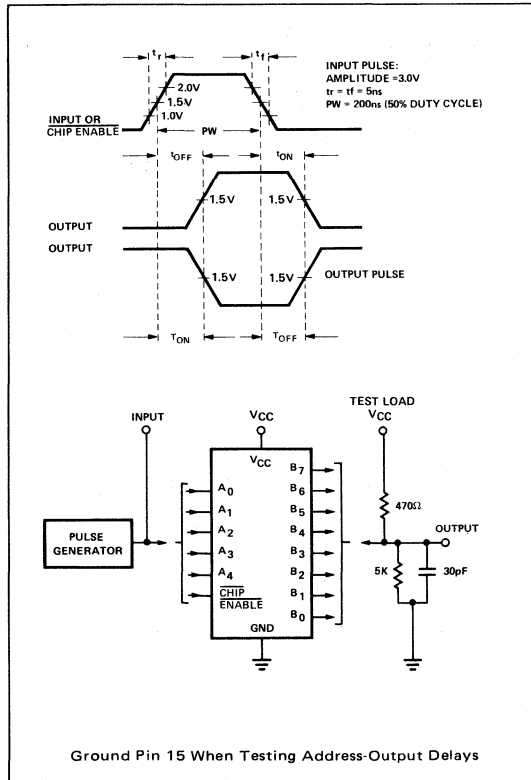 tr
tf
INPUT PULSE:
AMPLITUDE =3.0V
tr = tf = 5ns
PW = 200ns (50% DUTY CYCLE)
2.0V
1.5V
1.0V
INPUT OR
CHIP ENABLE
PW
tOFF
tON
1.5V
1.5V
OUTPUT
OUTPUT
1.5V
1.5V
OUTPUT PULSE
TON
TOFF
TEST LOAD
VCC
INPUT
VCC
VCC
B7
B6
B5
B4
B3
B2
B1
B0
A0
A1
A2
A3
A4
CHIP
ENABLE
GND
PULSE
GENERATOR
470Ω
OUTPUT
5K
30pF
Ground Pin 15 When Testing Address-Output Delays